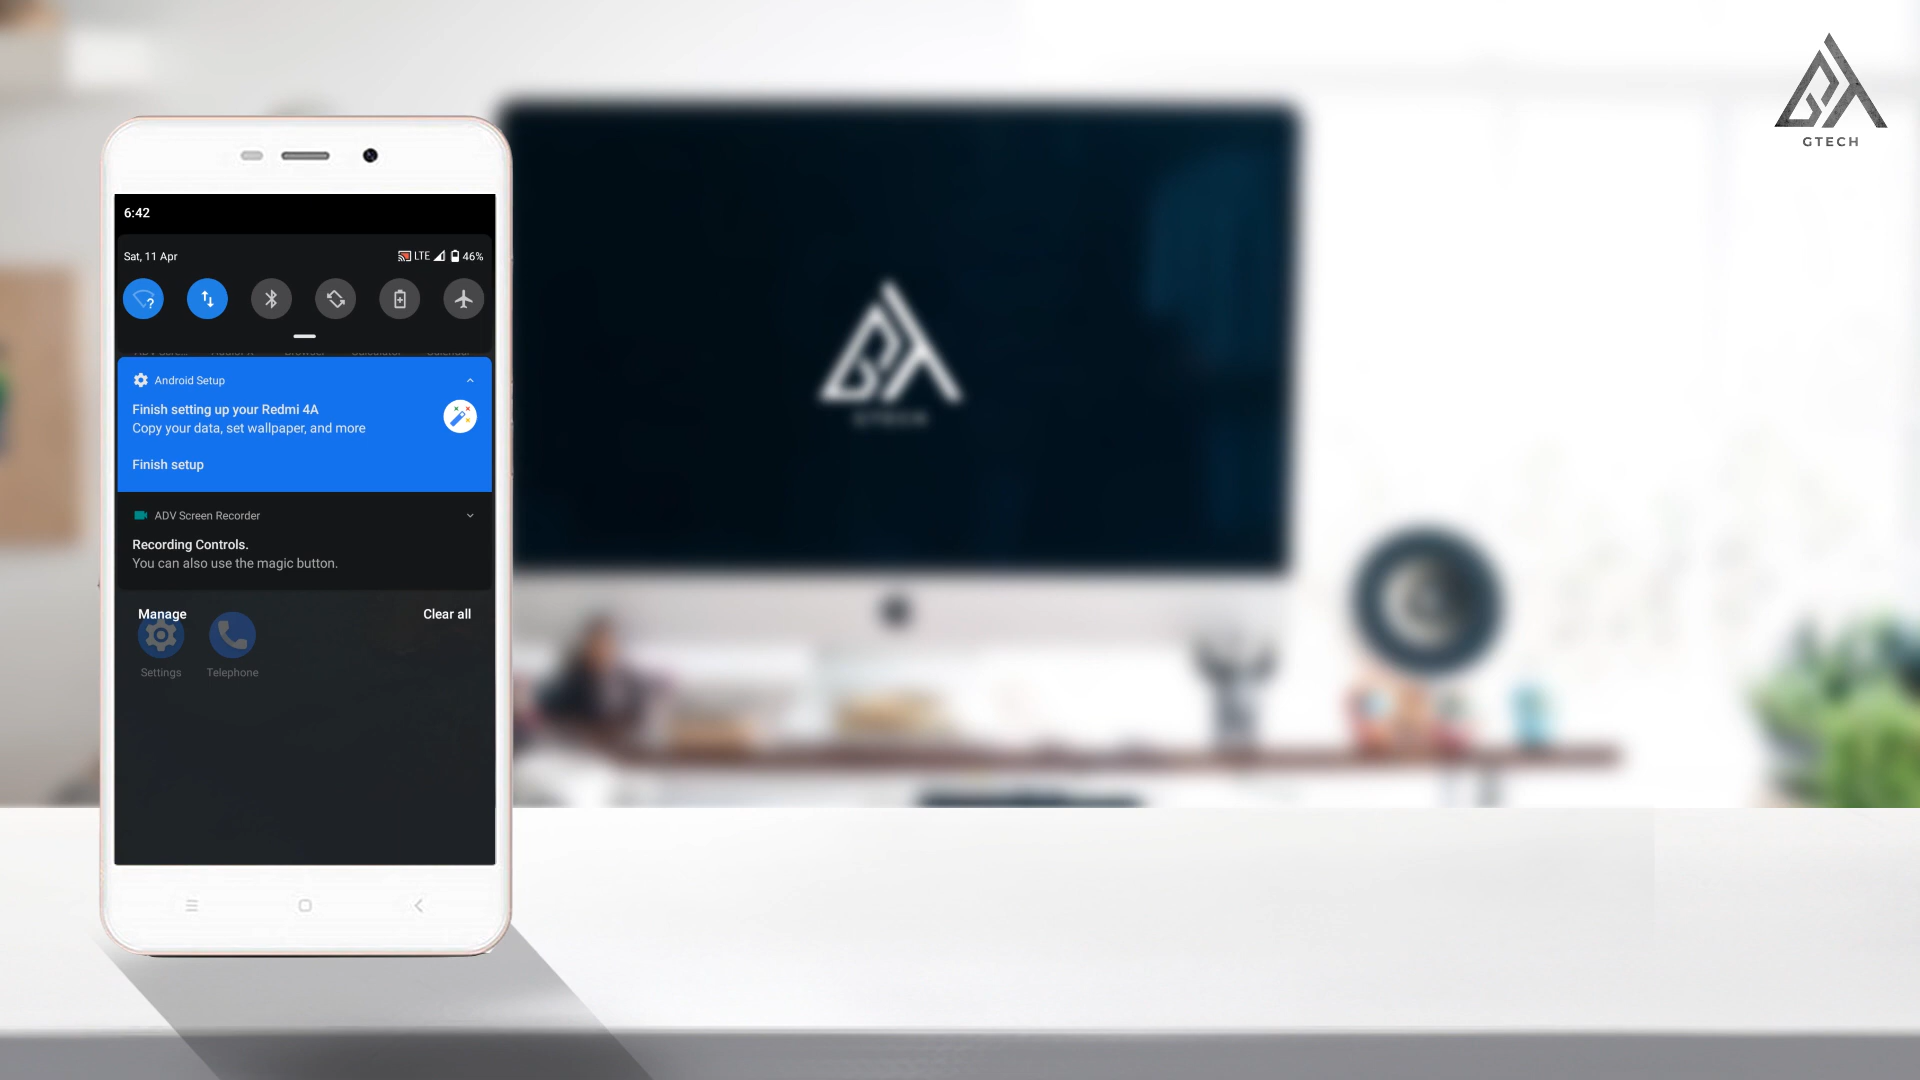 GTECH
6:42
Sat, 11 Apr
LTE 46%
Android Setup
Finish setting up your Redmi 4A
Copy your data, set wallpaper, and more
Finish setup
ADV Screen Recorder
Recording Controls.
You can also use the magic button.
Manage
Clear all
Settings
Telephone
GTECH